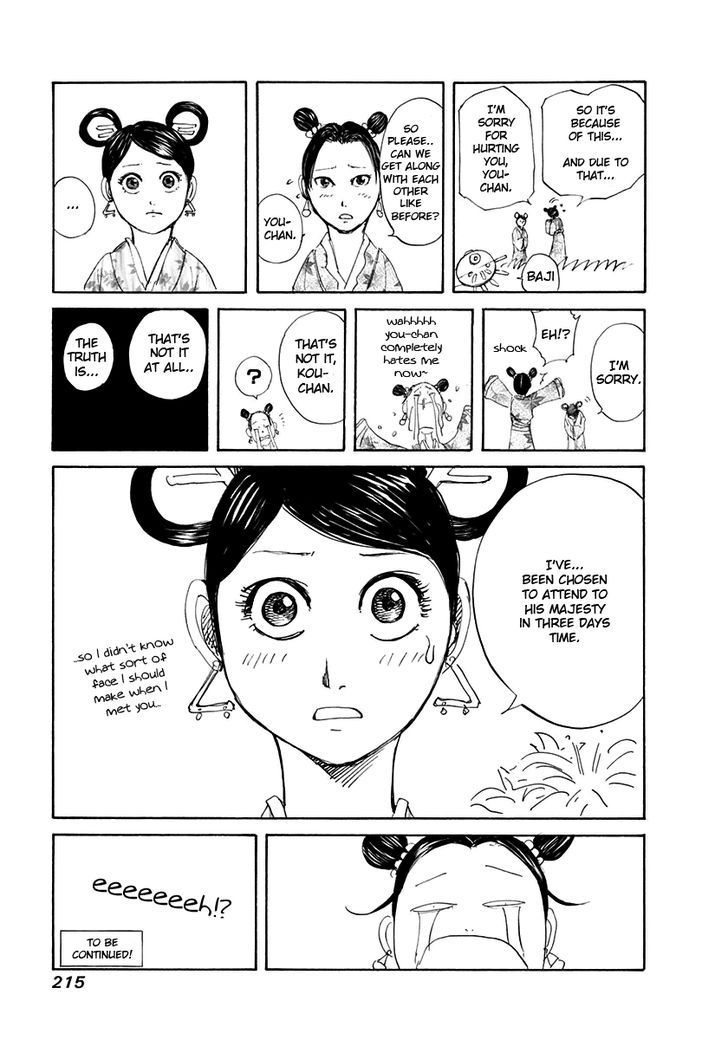 SO IT'S
BECAUSE
OF THIS...
AND DUE TO
THAT...
I'M
SORRY
FOR
HURTING
YOU,
YOU-
CHAN.
BAJI
SO
PLEASE..
CAN WE
GET ALONG
WITH EACH
OTHER
LIKE
BEFORE?
YOU-
CHAN.
...
I'M
SORRY.
EH!?
shock
wahhhhh
you-chan
completely
hates me
now~
THAT'S
NOT IT,
KOU-
CHAN.
?
THAT'S
NOT IT
AT ALL..
THE
TRUTH
IS...
I'VE...
BEEN CHOSEN
TO ATTEND TO
HIS MAJESTY
IN THREE DAYS
TIME.
..so I didn't know
what sort of
face I should
make when I
met you..
eeeeeeeh!?
TO BE
CONTINUED!
215